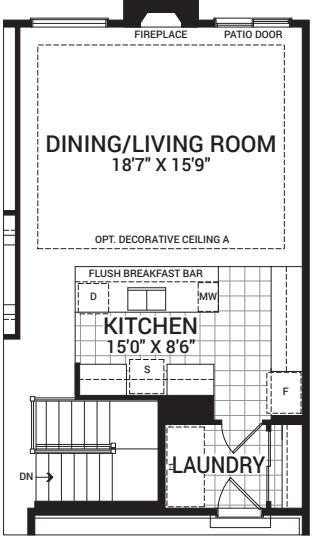 FIREPLACE
PATIO DOOR
DINING/LIVING ROOM
18'7" X 15'9"
OPT. DECORATIVE CEILING A
FLUSH BREAKFAST BAR
D
MW
KITCHEN
15'0" X 8'6"
S
F
LAUNDRY
DN